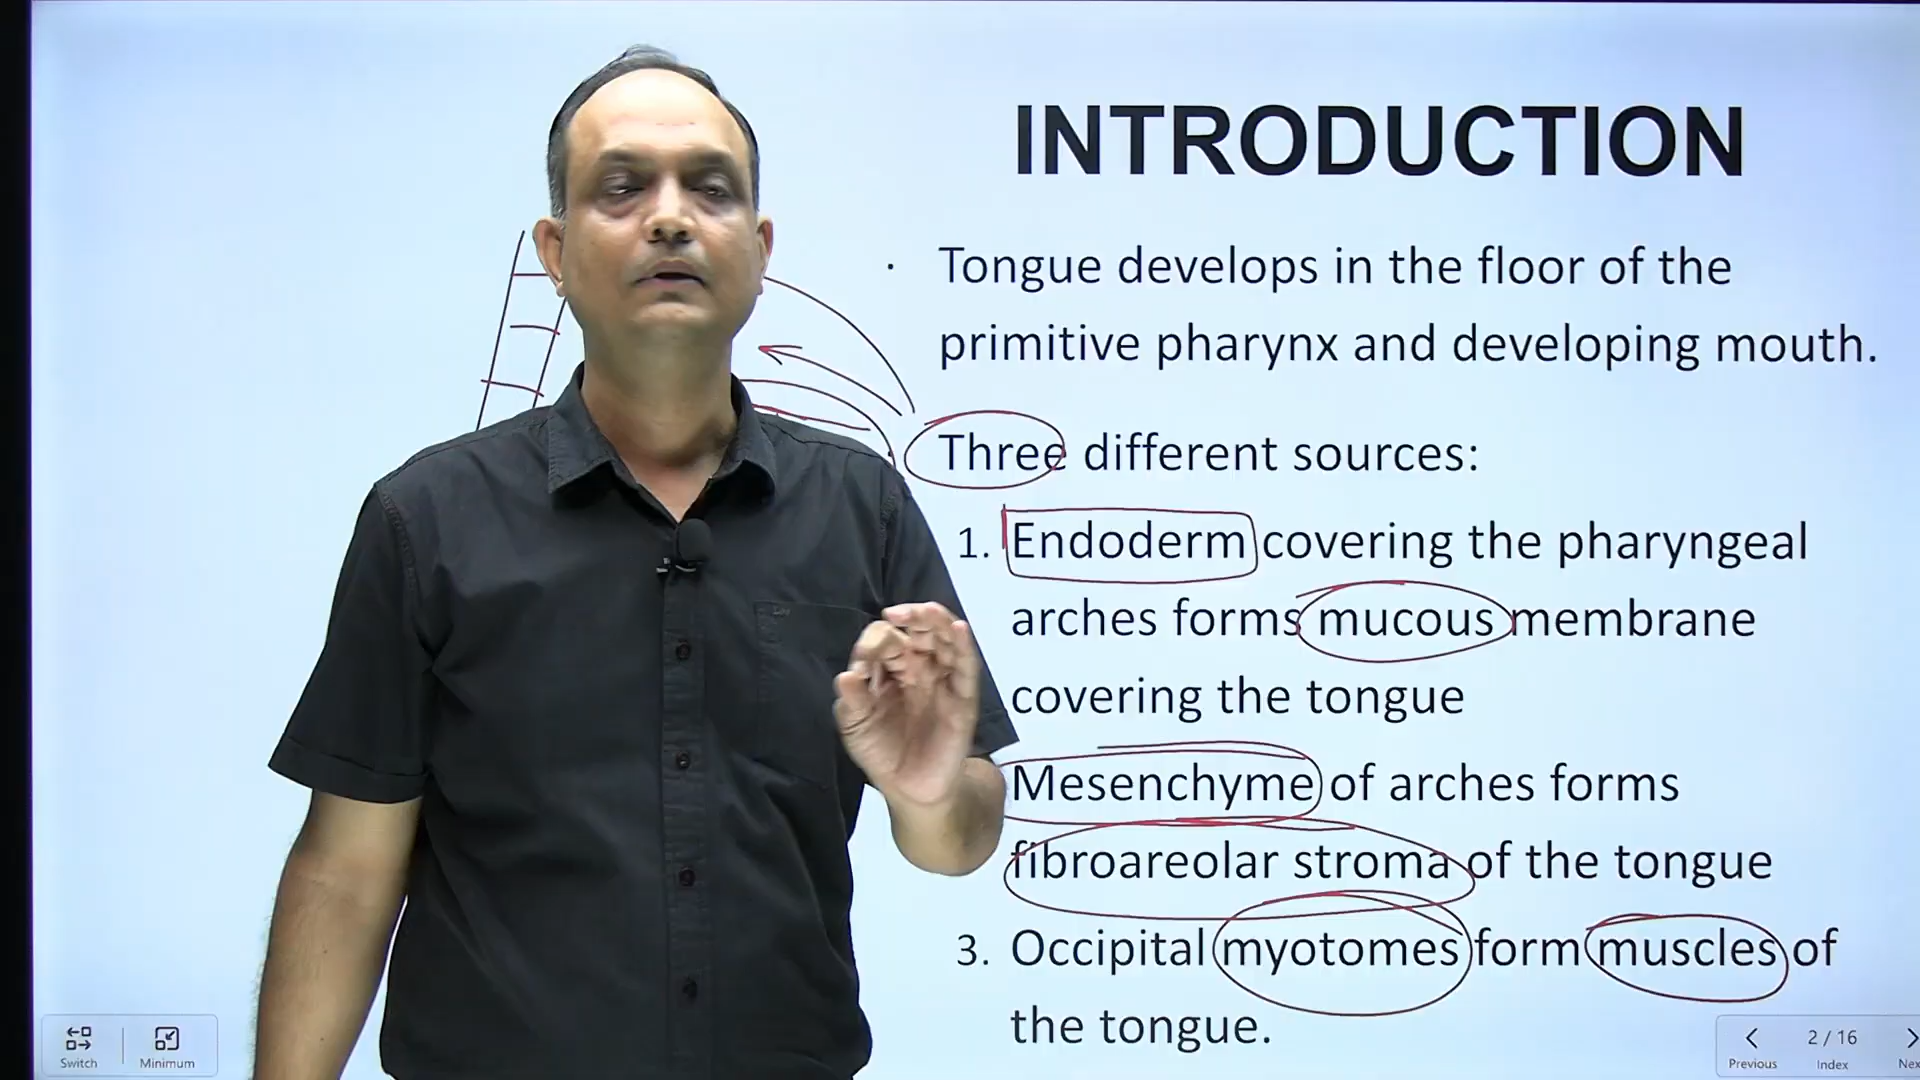 INTRODUCTION
· Tongue develops in the floor of the
primitive pharynx and developing mouth.
Three different sources:
1. Endoderm covering the pharyngeal
arches forms mucous membrane
covering the tongue
Mesenchyme of arches forms
fibroareolar stroma of the tongue
3. Occipital myotomes form muscles of
the tongue.
Switch
Minimum
Previous
2 / 16
Index
Nex